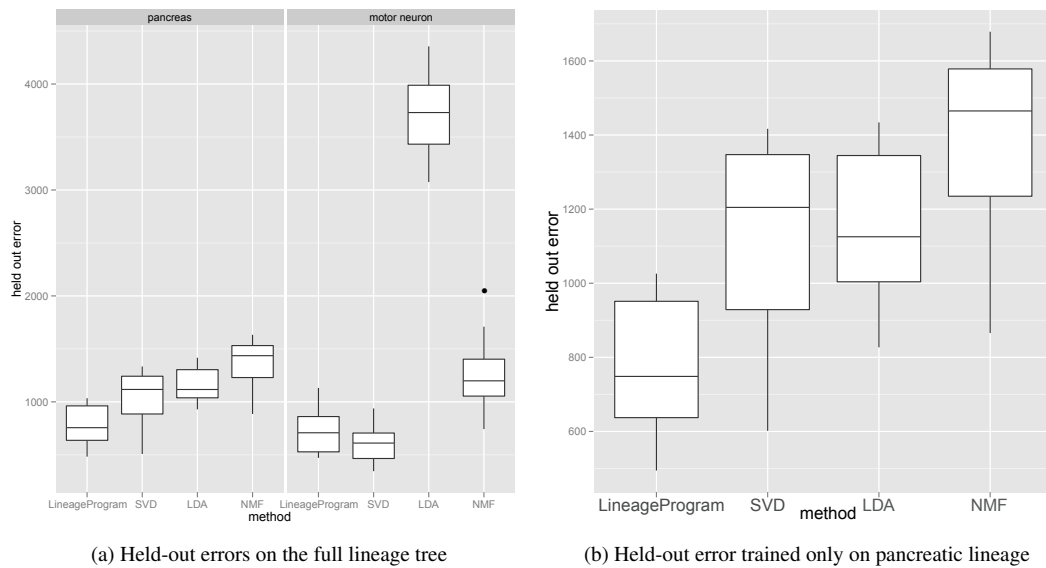 pancreas
motor neuron
4000
3000
2000
1000
held out error
LineageProgram SVD LDA NMF LineageProgram SVD LDA NMF
method
(a) Held-out errors on the full lineage tree
1600
1400
1200
1000
800
600
held out error
LineageProgram SVD LDA NMF
method
(b) Held-out error trained only on pancreatic lineage